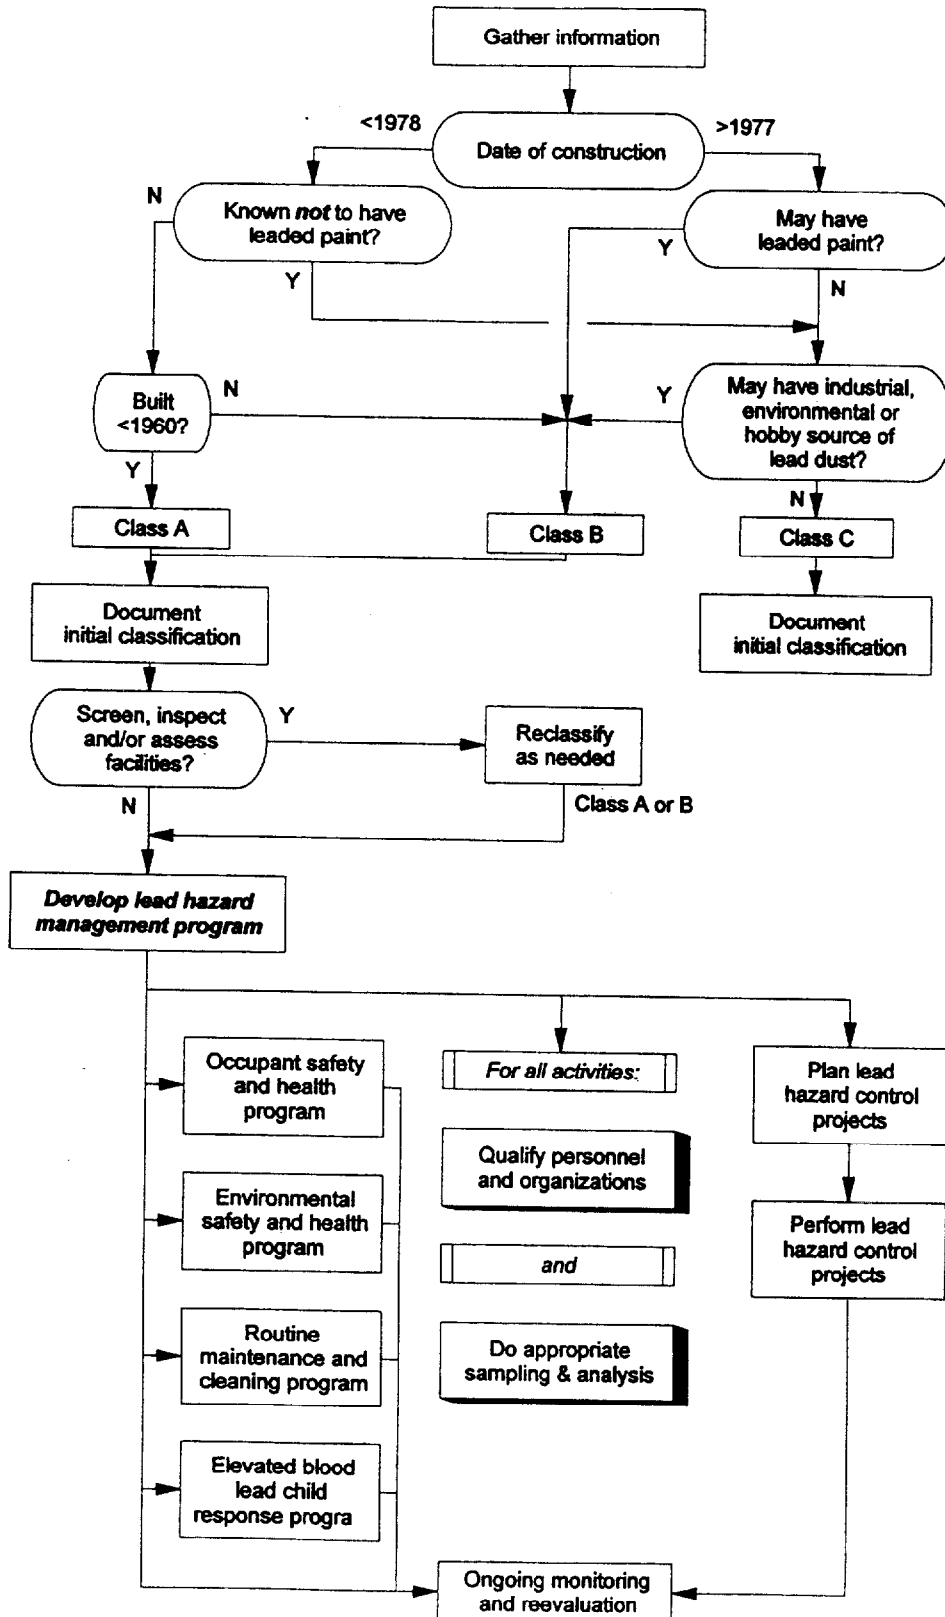 Gather information
<1978
>1977
Date of construction
N
Known not to have
leaded paint?
May have
leaded paint?
Y
Y
N
Built
<1960?
N
Y
May have industrial,
environmental or
hobby source of
lead dust?
Y
N
Class A
Class B
Class C
Document
initial classification
Document
initial classification
Screen, inspect
and/or assess
facilities?
Y
Reclassify
as needed
N
Class A or B
Develop lead hazard
management program
Occupant safety
and health
program
For all activities:
Plan lead
hazard control
projects
Qualify personnel
and organizations
Environmental
safety and health
program
Perform lead
hazard control
projects
and
Routine
maintenance and
cleaning program
Do appropriate
sampling & analysis
Elevated blood
lead child
response progra
Ongoing monitoring
and reevaluation